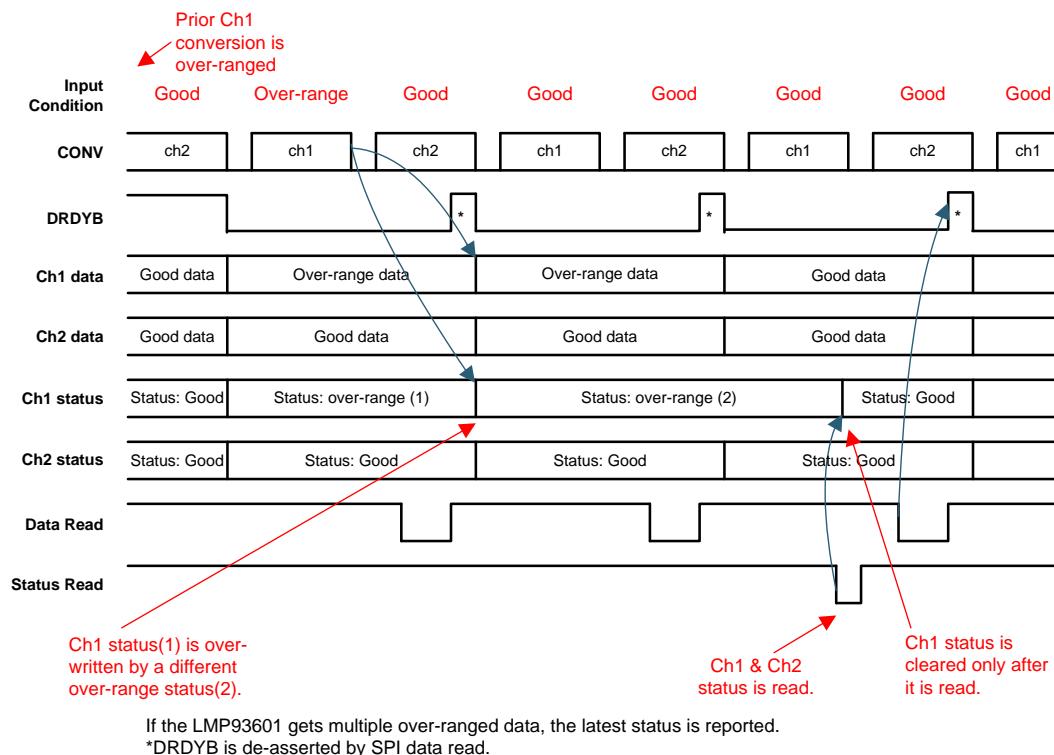 Prior Ch1
conversion is
over-ranged
Input
Condition
Good Over-range Good Good Good Good Good Good
CONV ch2 ch1 ch2 ch1 ch2 ch1 ch2 ch1
DRDYB * * *
Ch1 data Good data Over-range data Over-range data Good data
Ch2 data Good data Good data Good data Good data
Ch1 status Status: Good Status: over-range (1) Status: over-range (2) Status: Good
Ch2 status Status: Good Status: Good Status: Good Status: Good
Data Read
Status Read
Ch1 status(1) is over-
written by a different
over-range status(2).
Ch1 & Ch2
status is read.
Ch1 status is
cleared only after
it is read.
If the LMP93601 gets multiple over-ranged data, the latest status is reported.
*DRDYB is de-asserted by SPI data read.